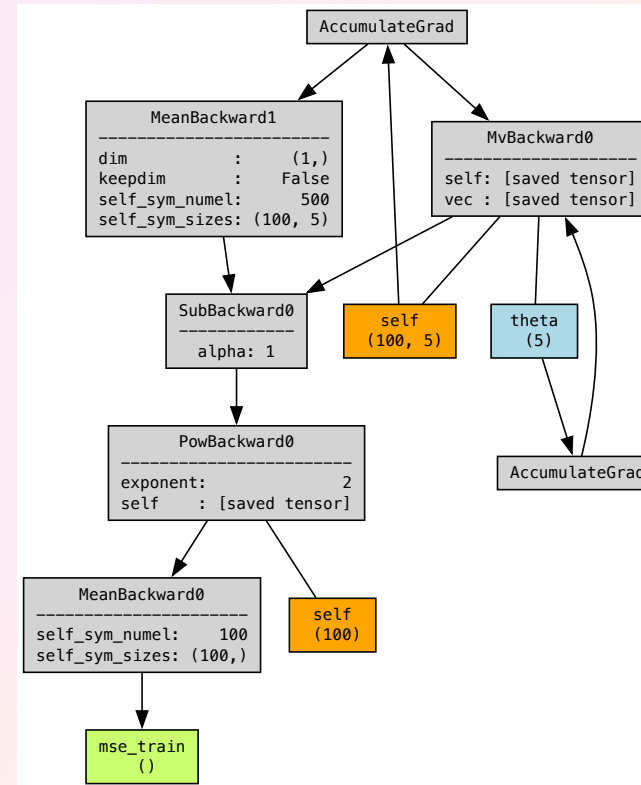 AccumulateGrad
MeanBackward1
------------------------
dim           :     (1,)
keepdim       :    False
self_sym_numel:      500
self_sym_sizes: (100, 5)
MvBackward0
--------------------
self: [saved tensor]
vec : [saved tensor]
SubBackward0
------------
alpha: 1
self
(100, 5)
theta
(5)
PowBackward0
------------------------
exponent:              2
self    : [saved tensor]
AccumulateGrad
MeanBackward0
----------------------
self_sym_numel:    100
self_sym_sizes: (100,)
self
(100)
mse_train
()